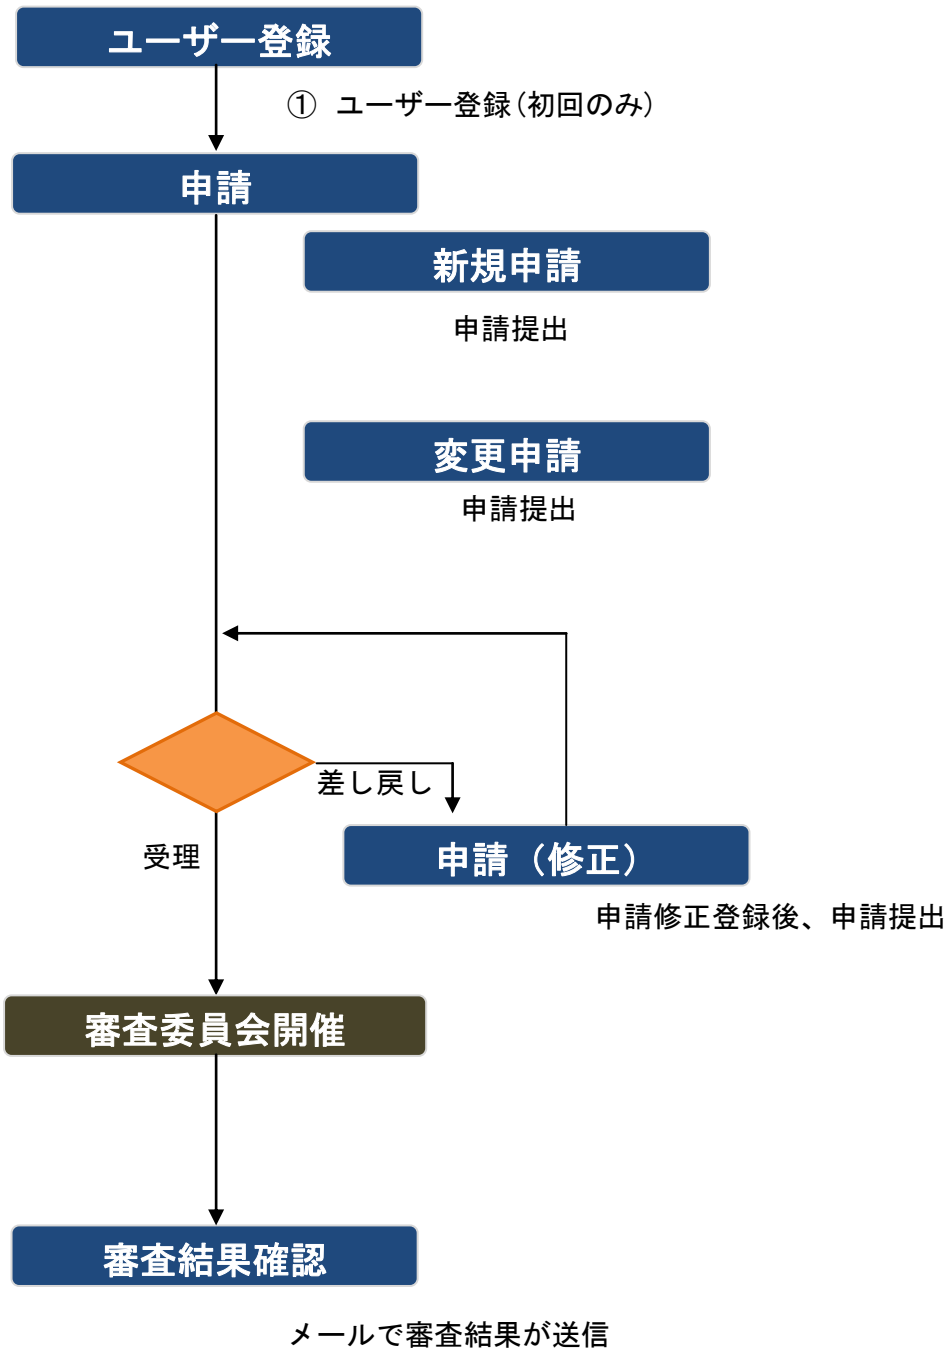 ユーザー登録
① ユーザー登録(初回のみ)
申請
新規申請
申請提出
変更申請
申請提出
差し戻し
受理
申請（修正）
申請修正登録後、申請提出
審査委員会開催
審査結果確認
メールで審査結果が送信